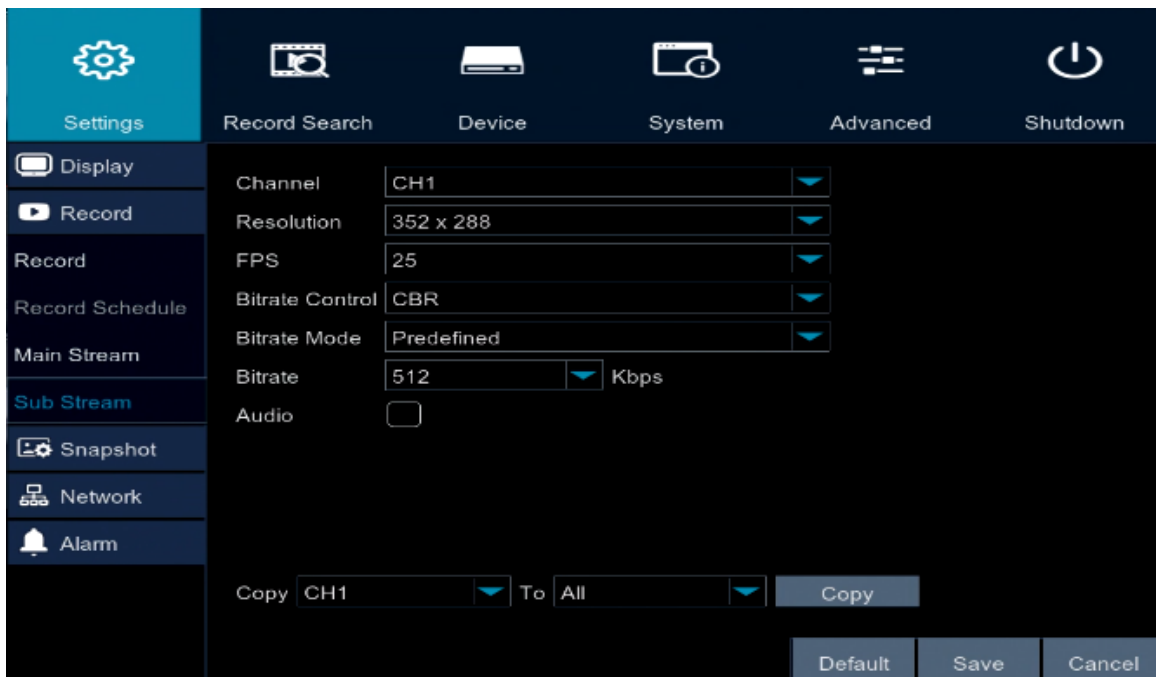 Settings Record Search Device System Advanced Shutdown
Display
Record
Record
Record Schedule
Main Stream
Sub Stream
Snapshot
Network
Alarm
Channel CH1
Resolution 352 x 288
FPS 25
Bitrate Control CBR
Bitrate Mode Predefined
Bitrate 512 Kbps
Audio
Copy CH1 To All Copy
Default Save Cancel